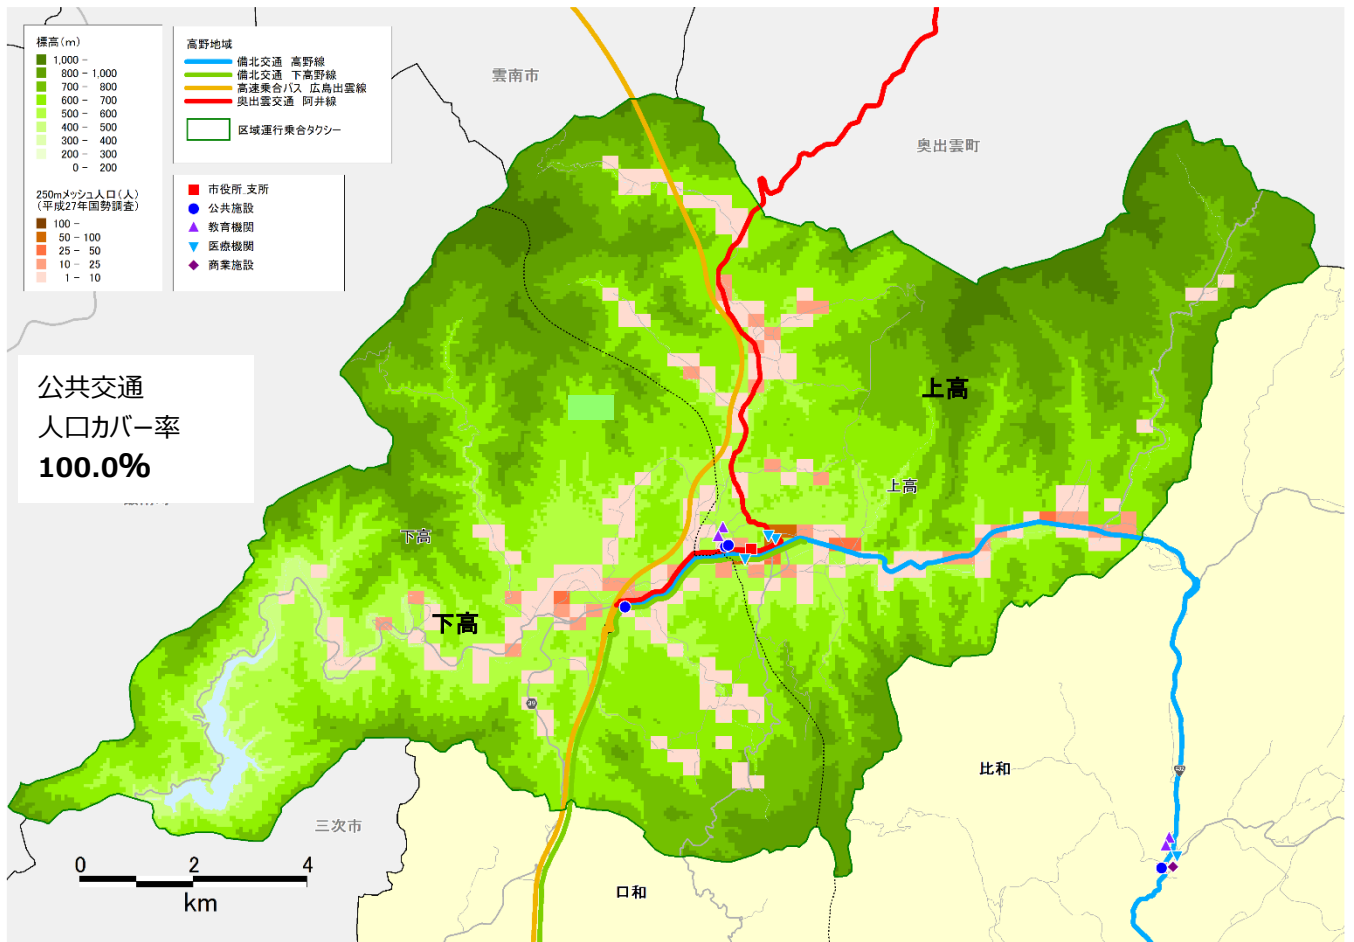 標高(m)
1,000 -
800 - 1,000
700 - 800
600 - 700
500 - 600
400 - 500
300 - 400
200 - 300
0 - 200
250mメッシュ人口(人)
(平成27年国勢調査)
100 -
50 - 100
25 - 50
10 - 25
1 - 10
高野地域
備北交通 高野線
備北交通 下高野線
高速乗合バス 広島出雲線
奥出雲交通 阿井線
区域運行乗合タクシー
市役所_支所
公共施設
教育機関
医療機関
商業施設
雲南市
奥出雲町
公共交通
人口カバー率
100.0%
上高
上高
下高
下高
比和
三次市
口和
0 2 4
km